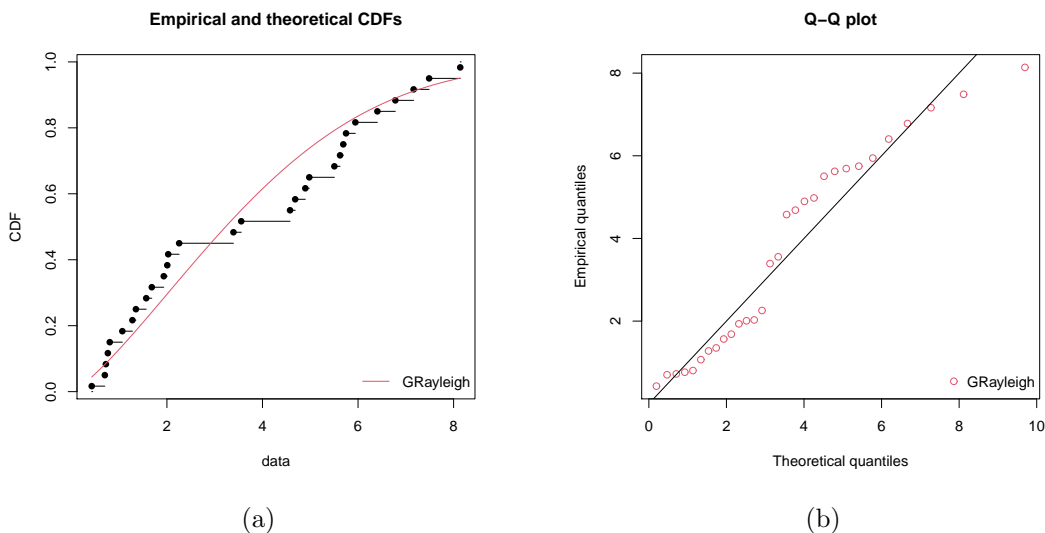 Empirical and theoretical CDFs
CDF
1.0
0.8
0.6
0.4
0.2
0.0
GRayleigh
2 4 6 8
data
(a)
Q−Q plot
Empirical quantiles
8
6
4
2
GRayleigh
0 2 4 6 8 10
Theoretical quantiles
(b)